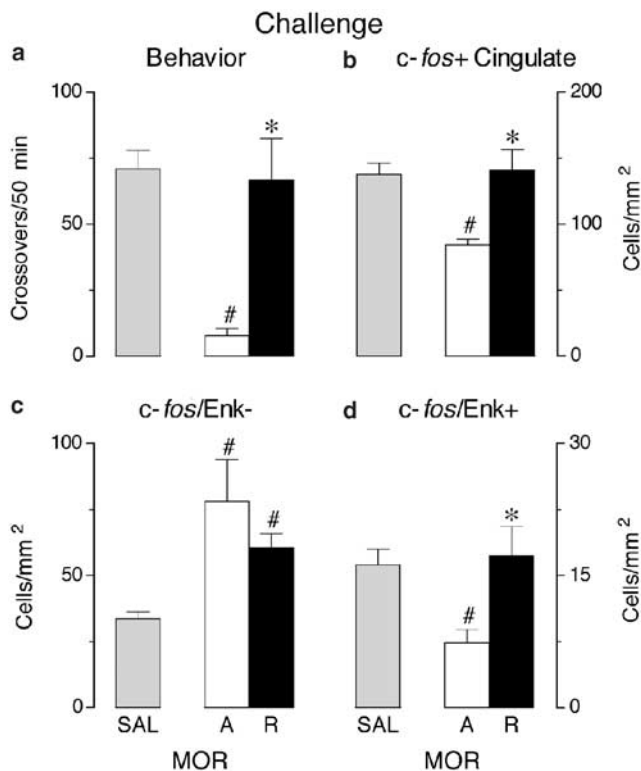 Challenge
a Behavior b c-fos+ Cingulate
100 200
* *
Crossovers/50 min
50 100
Cells/mm2
# #
0 0
c c-fos/Enk- d c-fos/Enk+
100 30
# # *
Cells/mm2
50 15
Cells/mm2
#
0 0
SAL A R SAL A R
MOR MOR